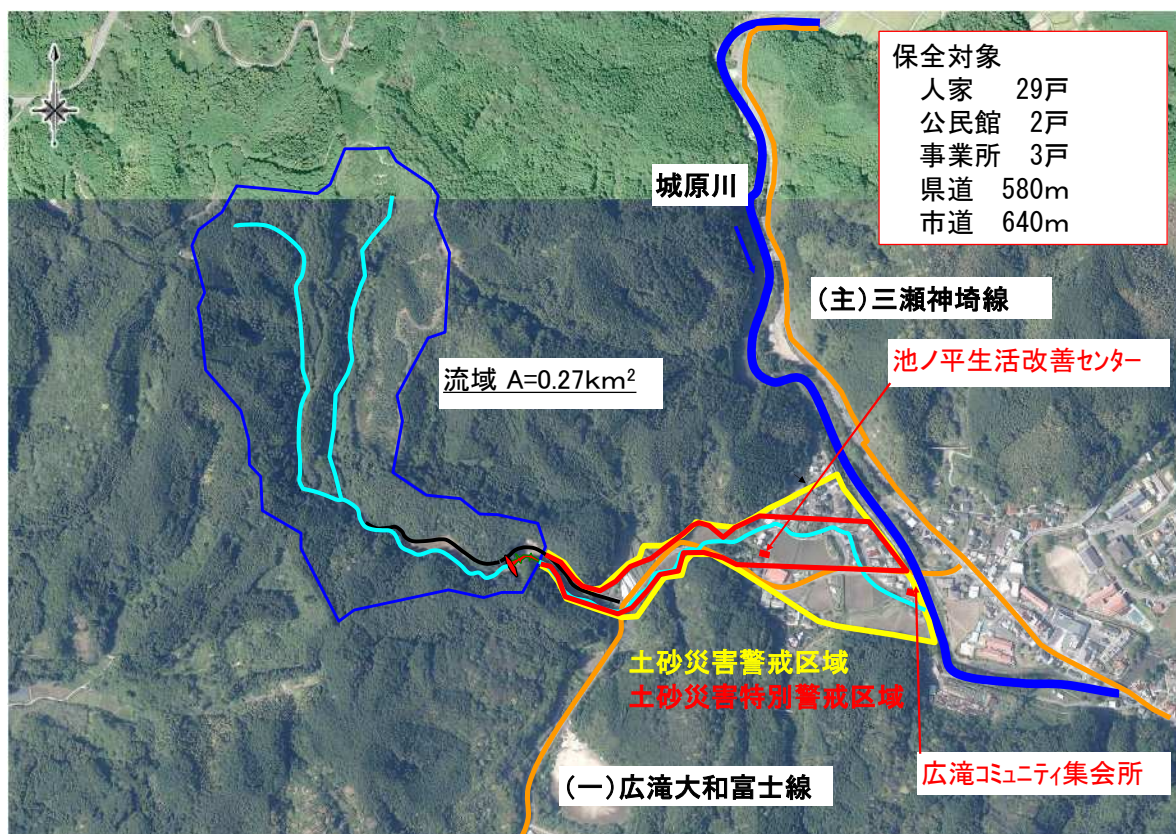 保全対象
人家 29戸
公民館 2戸
事業所 3戸
県道 580m
市道 640m
城原川
(主)三瀬神埼線
池ノ平生活改善センター
流域 A=0.27km²
土砂災害警戒区域
土砂災害特別警戒区域
広滝コミュニティ集会所
(一)広滝大和富士線